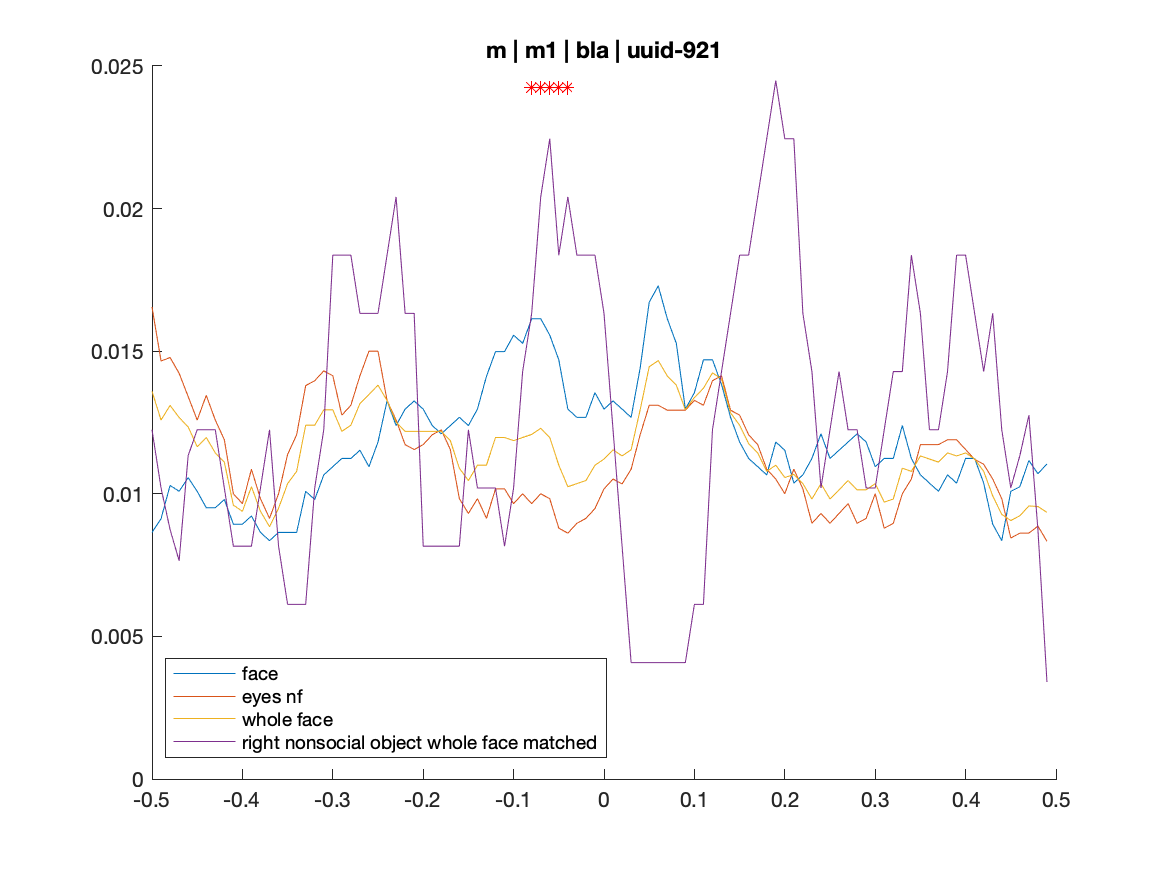 m | m1 | bla | uuid-921
0.025
0.02
0.015
0.01
0.005
0
face
eyes nf
whole face
right nonsocial object whole face matched
-0.5 -0.4 -0.3 -0.2 -0.1 0 0.1 0.2 0.3 0.4 0.5